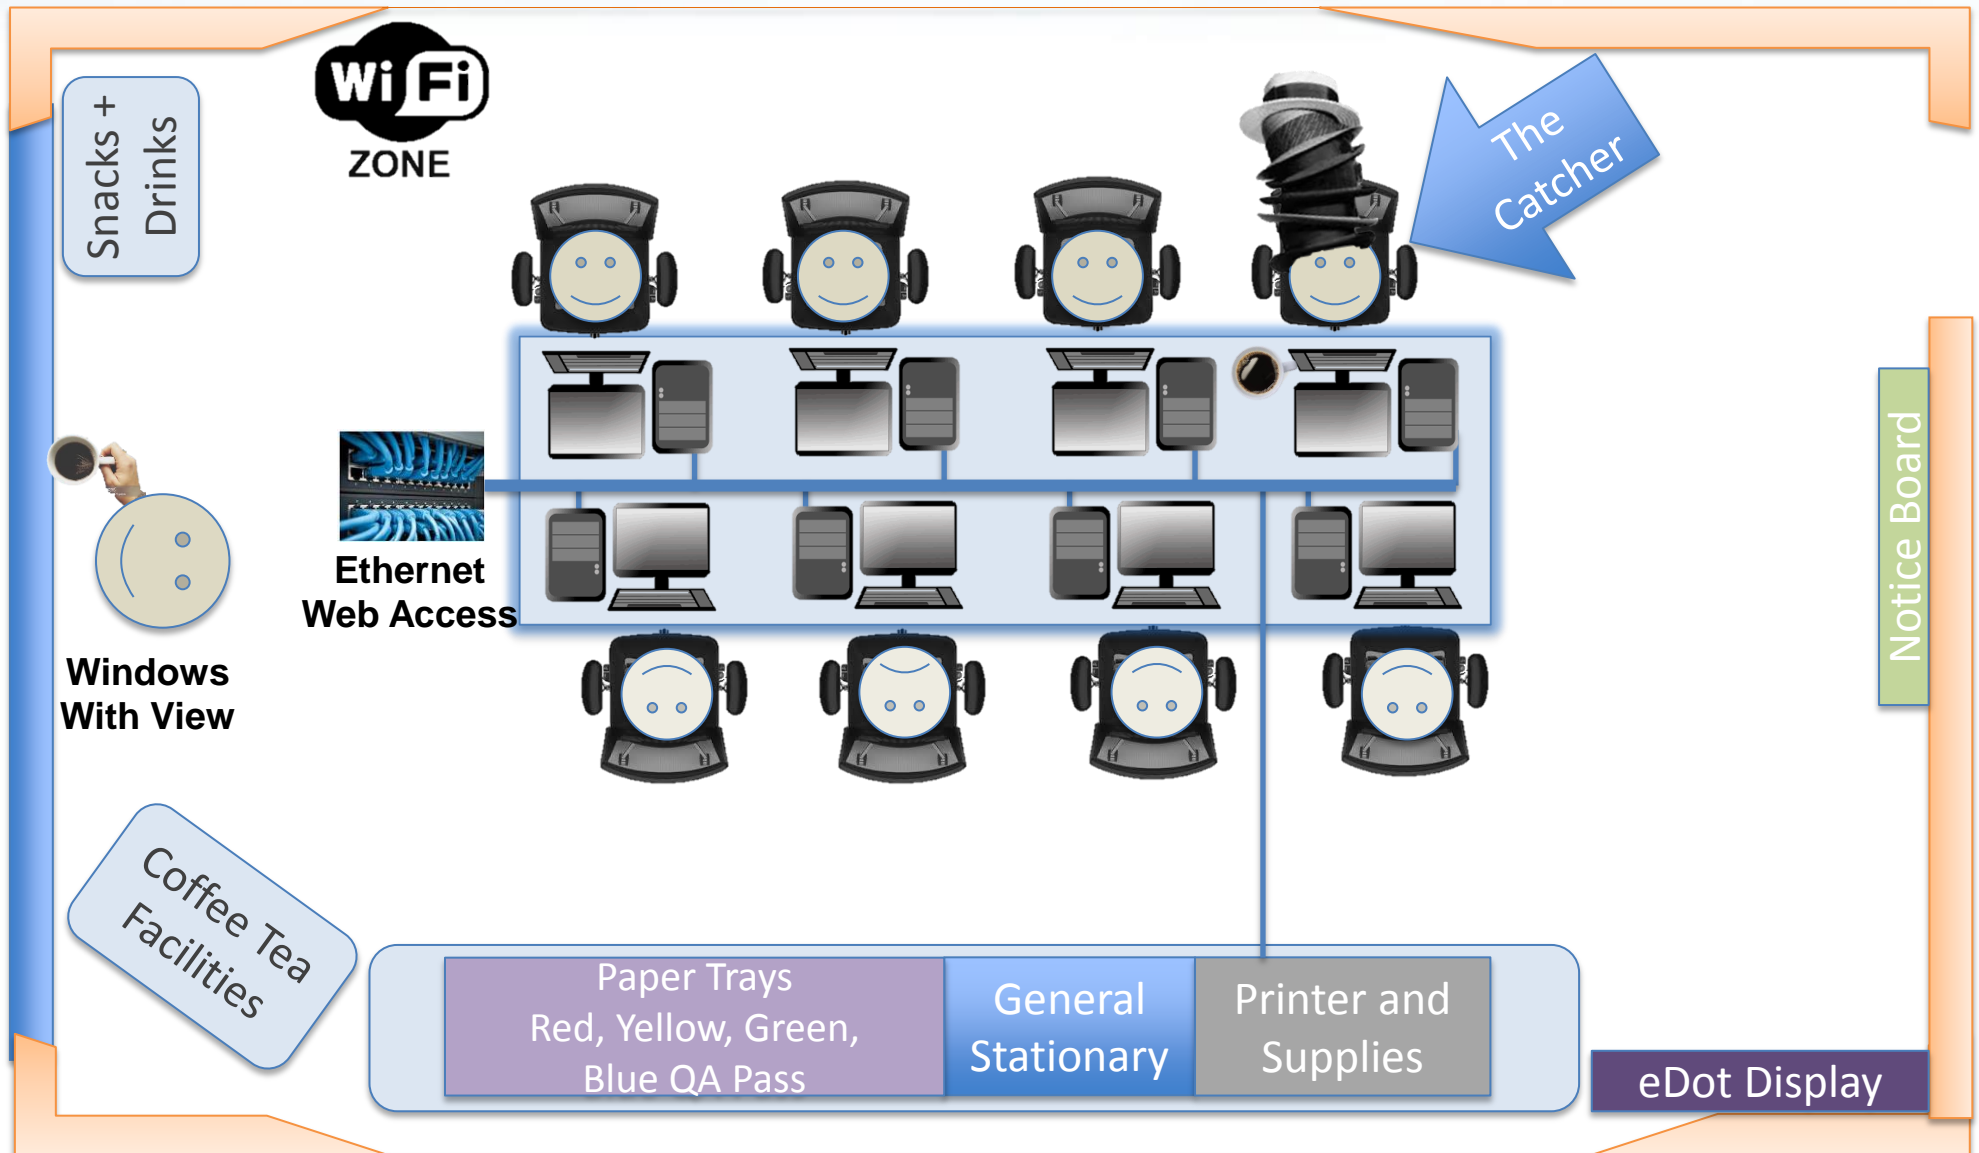 Snacks +
Drinks
Wi Fi
ZONE
The
Catcher
Ethernet
Web Access
Windows
With View
Notice Board
Coffee Tea
Facilities
Paper Trays
Red, Yellow, Green,
Blue QA Pass
General
Stationary
Printer and
Supplies
eDot Display